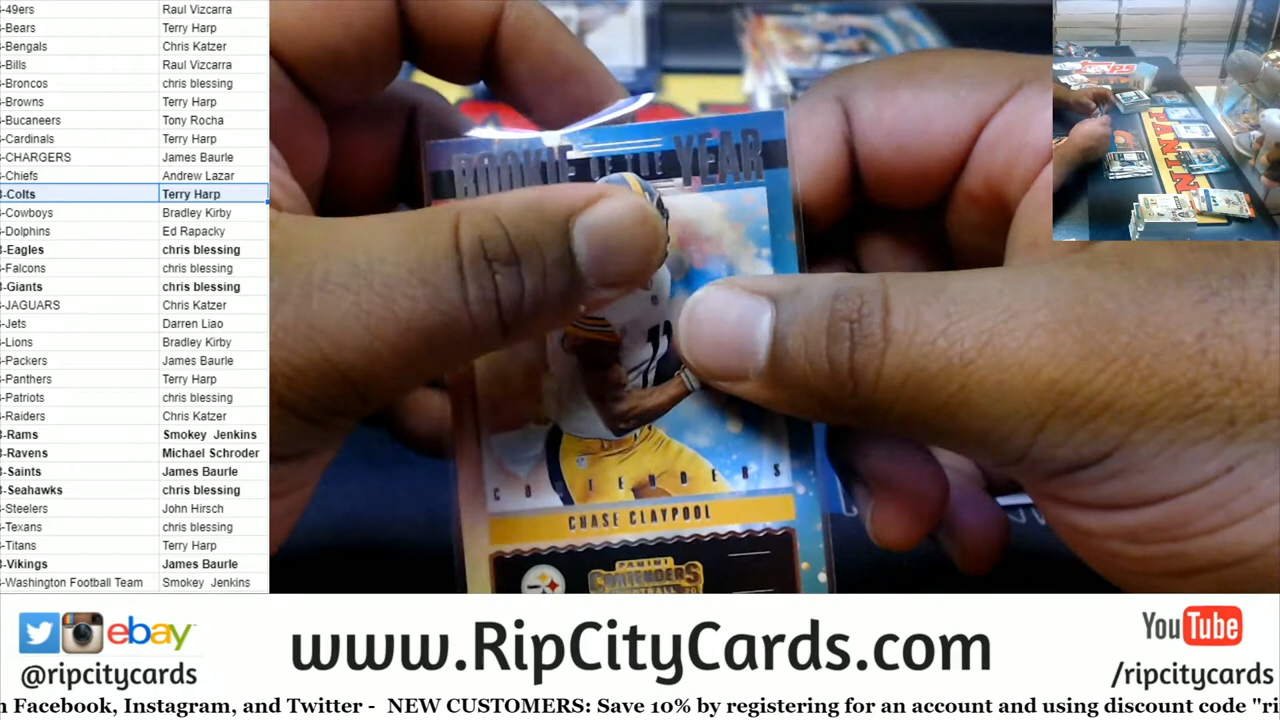 -49ers Raul Vizcarra
-Bears Terry Harp
-Bengals Chris Katzer
-Bills Raul Vizcarra
-Broncos chris blessing
-Browns Terry Harp
-Bucaneers Tony Rocha
-Cardinals Terry Harp
-CHARGERS James Baurle
-Chiefs Andrew Lazar
-Colts Terry Harp
-Cowboys Bradley Kirby
-Dolphins Ed Rapacky
-Eagles chris blessing
-Falcons chris blessing
-Giants chris blessing
-JAGUARS Chris Katzer
-Jets Darren Liao
-Lions Bradley Kirby
-Packers James Baurle
-Panthers Terry Harp
-Patriots chris blessing
-Raiders Chris Katzer
-Rams Smokey Jenkins
-Ravens Michael Schroder
-Saints James Baurle
-Seahawks chris blessing
-Steelers John Hirsch
-Texans chris blessing
-Titans Terry Harp
-Vikings James Baurle
-Washington Football Team Smokey Jenkins
ROOKIE OF THE YEAR
CONTENDERS
CHASE CLAYPOOL
PANINI
CONTENDERS
FOOTBALL
PANINI
ebay
@ripcitycards
www.RipCityCards.com
YouTube
/ripcitycards
n Facebook, Instagram, and Twitter - NEW CUSTOMERS: Save 10% by registering for an account and using discount code "ri